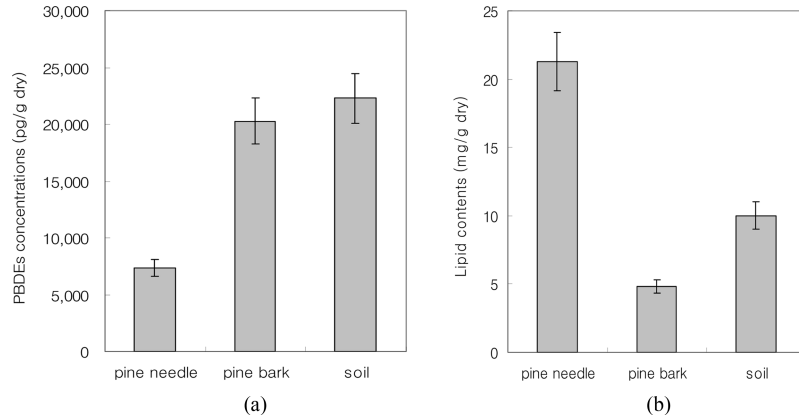 30,000
25,000
20,000
15,000
10,000
5,000
0
PBDEs concentrations (pg/g dry)
pine needle pine bark soil
(a)
25
20
15
10
5
0
Lipid contents (mg/g dry)
pine needle pine bark soil
(b)